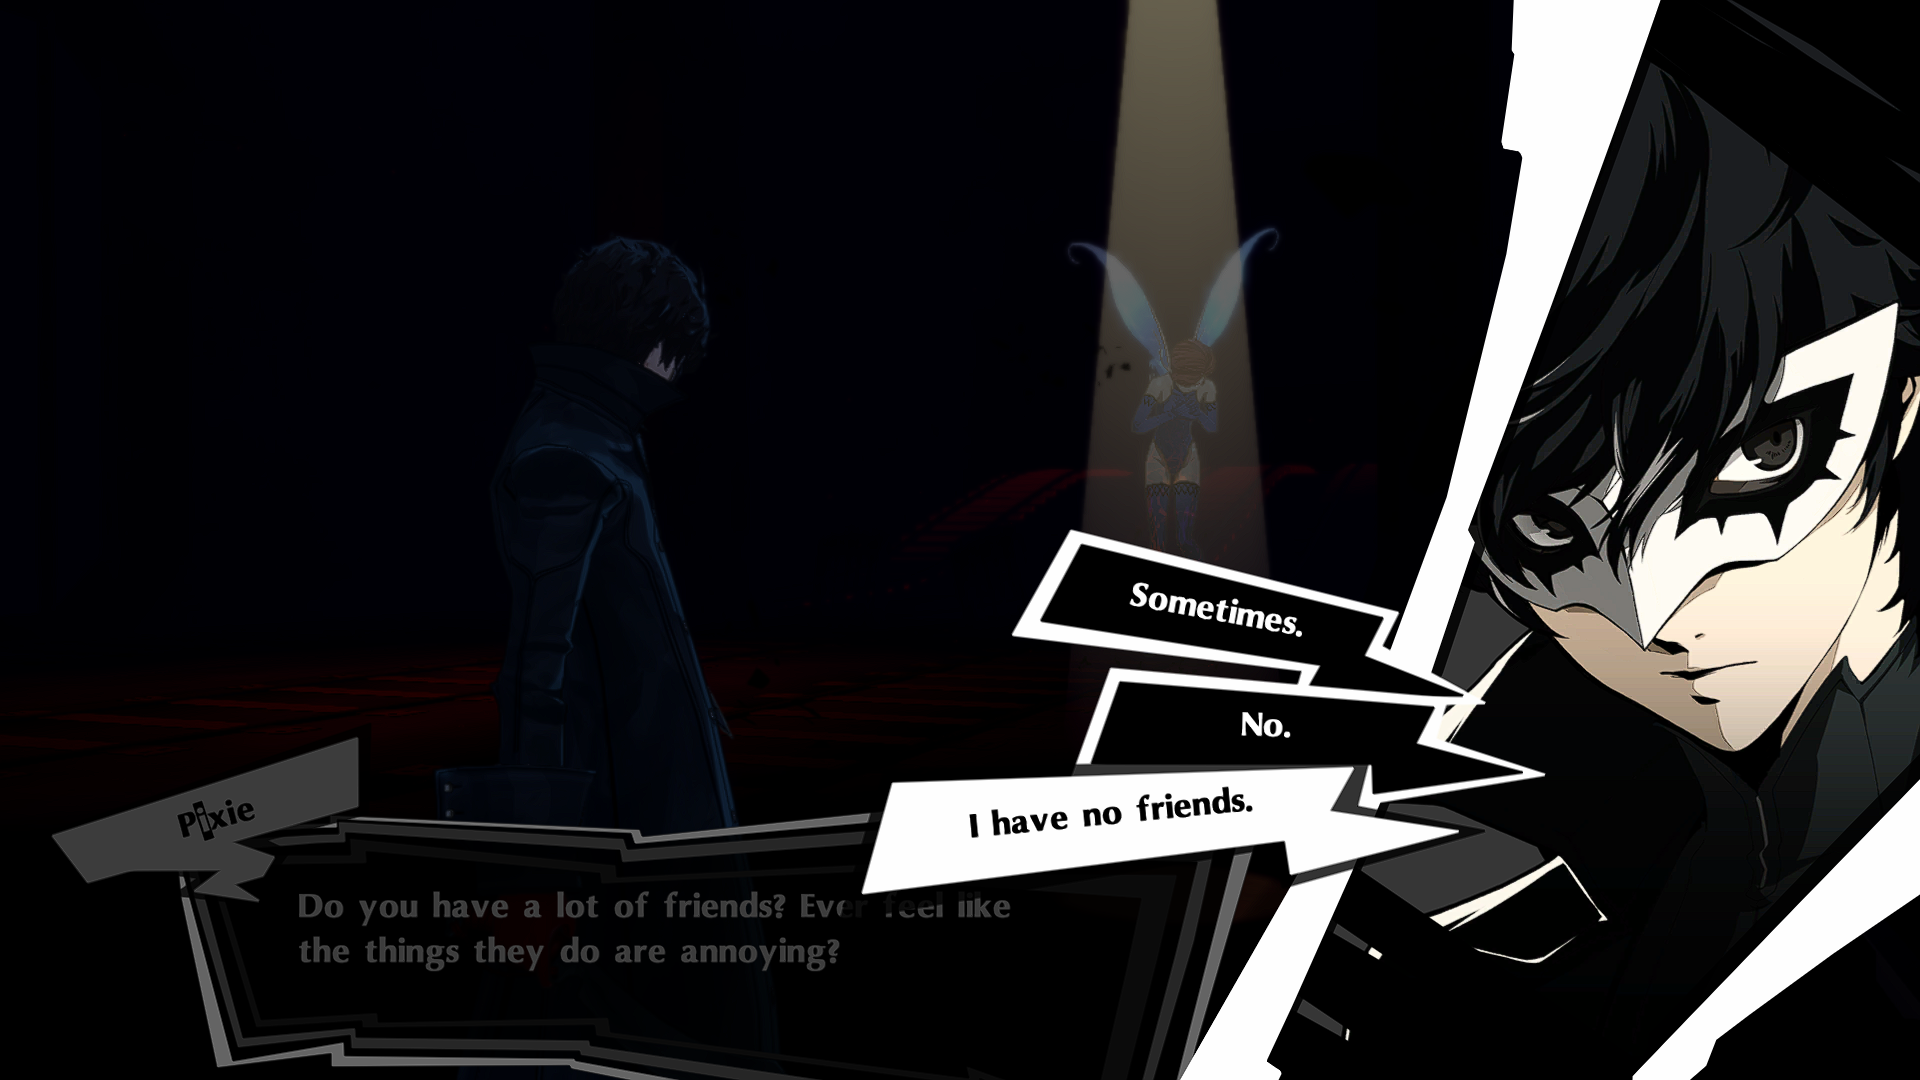 Sometimes.
No.
I have no friends.
Pixie
Do you have a lot of friends? Ever feel like
the things they do are annoying?